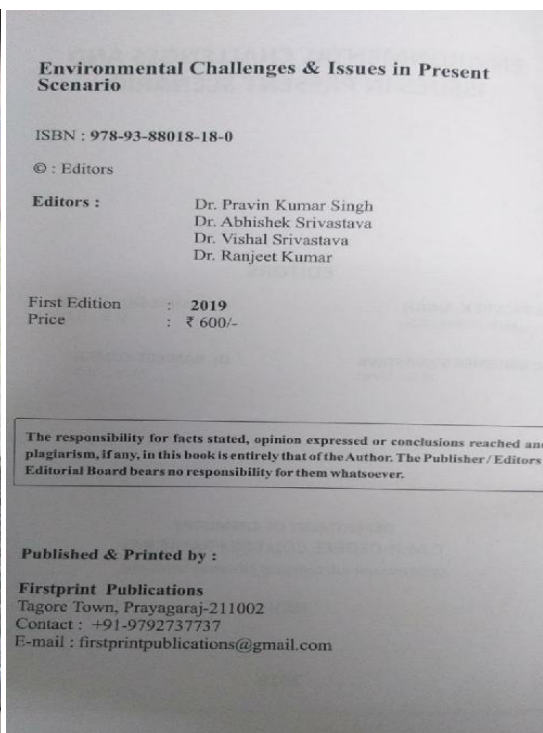 Environmental Challenges & Issues in Present
Scenario
ISBN : 978-93-88018-18-0
© : Editors
Editors :
Dr. Pravin Kumar Singh
Dr. Abhishek Srivastava
Dr. Vishal Srivastava
Dr. Ranjeet Kumar
First Edition : 2019
Price : ₹ 600/-
The responsibility for facts stated, opinion expressed or conclusions reached and
plagiarism, if any, in this book is entirely that of the Author. The Publisher / Editors
Editorial Board bears no responsibility for them whatsoever.
Published & Printed by :
Firstprint Publications
Tagore Town, Prayagaraj-211002
Contact : +91-9792737737
E-mail : firstprintpublications@gmail.com